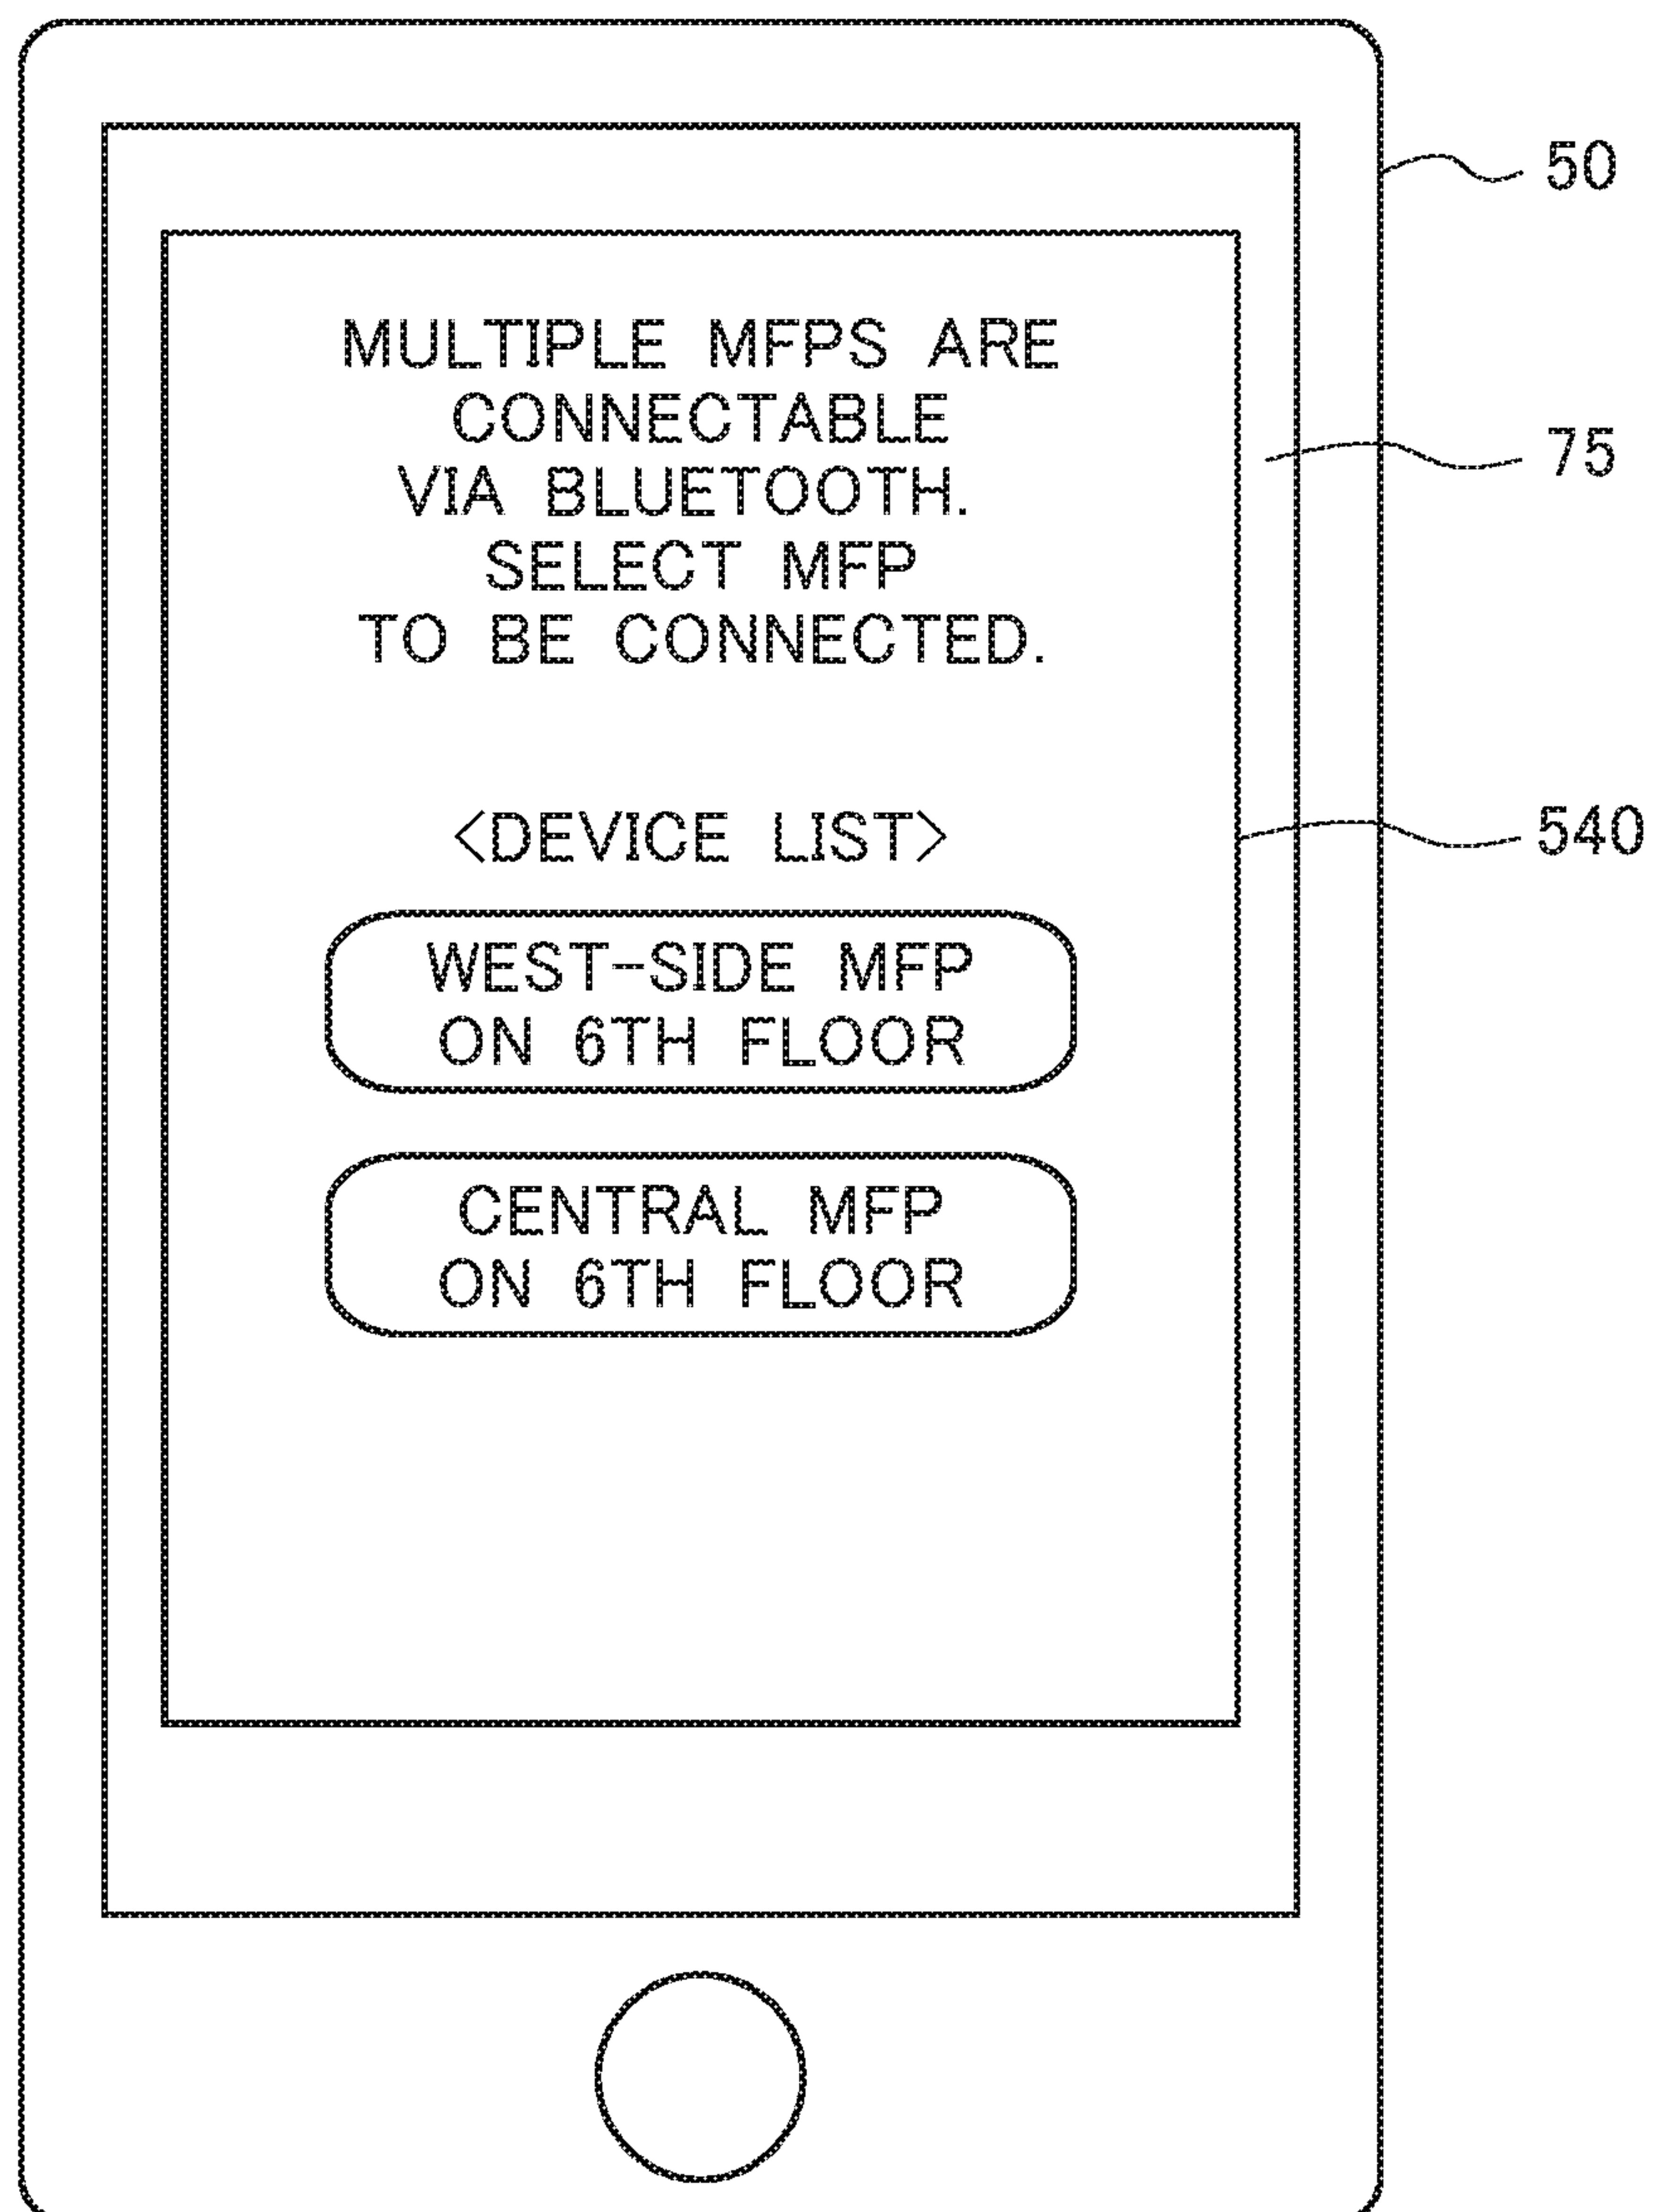 50
MULTIPLE MFPS ARE
CONNECTABLE
VIA BLUETOOTH.
SELECT MFP
TO BE CONNECTED.
75
<DEVICE LIST>
540
WEST-SIDE MFP
ON 6TH FLOOR
CENTRAL MFP
ON 6TH FLOOR